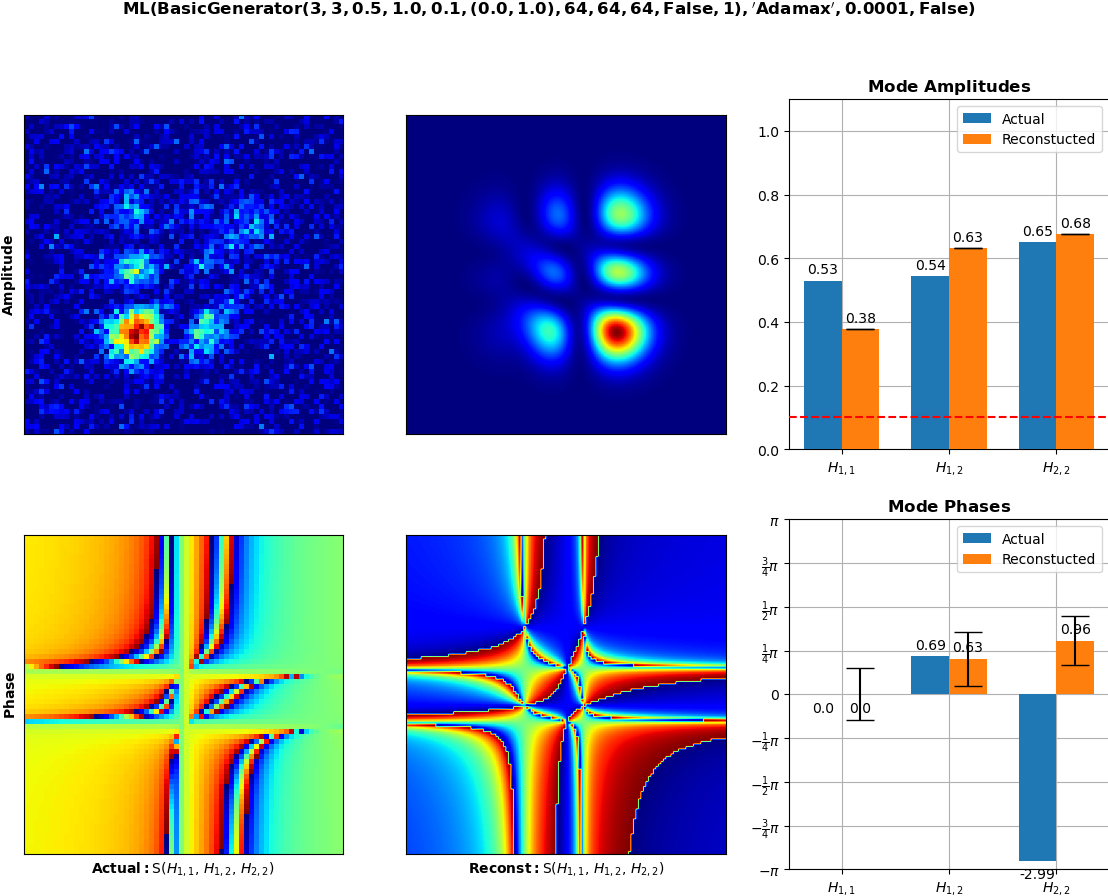 ML(BasicGenerator(3, 3, 0.5, 1.0, 0.1, (0.0, 1.0), 64, 64, 64, False, 1), ′Adamax′, 0.0001, False)
Amplitude
Mode Amplitudes
Actual
Reconstucted
1.0
0.8
0.6
0.4
0.2
0.0
0.53
0.38
0.54
0.63
0.65
0.68
H1,1
H1,2
H2,2
Phase
Actual: S(H1,1, H1,2, H2,2)
Reconst: S(H1,1, H1,2, H2,2)
Mode Phases
Actual
Reconstucted
π
3/4π
1/2π
1/4π
0
−1/4π
−1/2π
−3/4π
−π
0.0
0.0
0.69
0.63
-2.99
0.96
H1,1
H1,2
H2,2